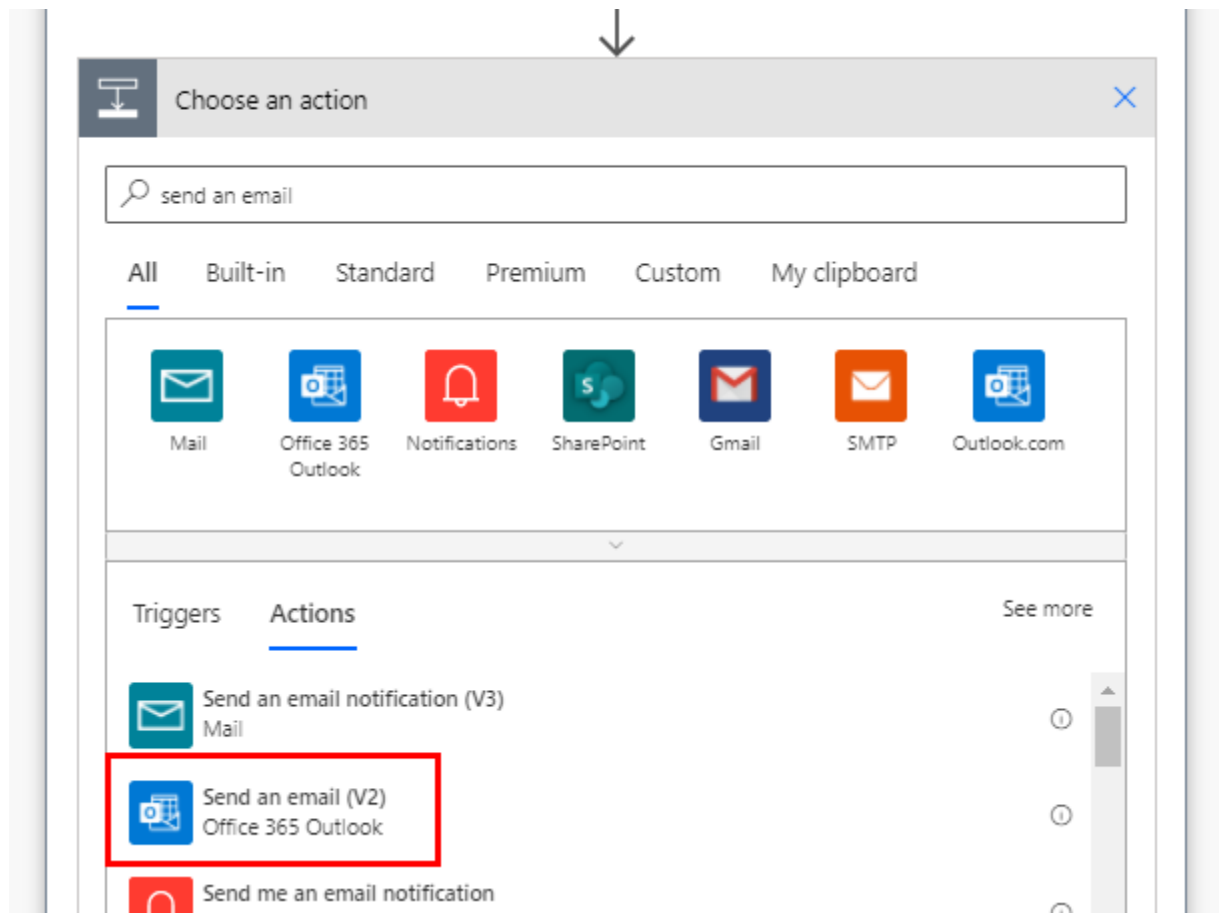 Choose an action
send an email
All Built-in Standard Premium Custom My clipboard
Mail Office 365 Outlook Notifications SharePoint Gmail SMTP Outlook.com
Triggers Actions See more
Send an email notification (V3)
Mail
Send an email (V2)
Office 365 Outlook
Send me an email notification